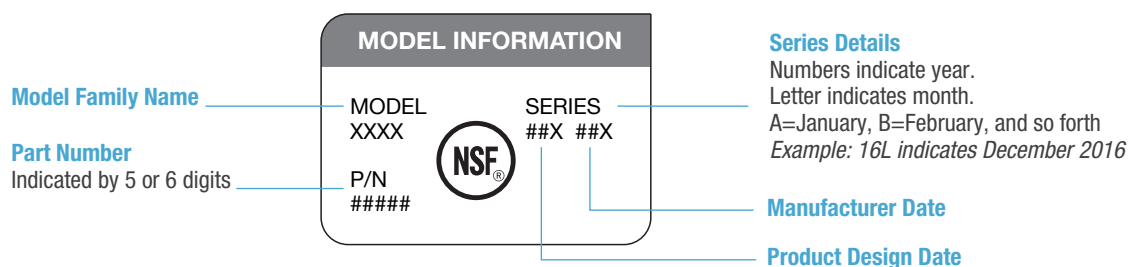 MODEL INFORMATION
Model Family Name
Part Number
Indicated by 5 or 6 digits
MODEL
XXXX
P/N
#####
NSF®
SERIES
##X ##X
Series Details
Numbers indicate year.
Letter indicates month.
A=January, B=February, and so forth
Example: 16L indicates December 2016
Manufacturer Date
Product Design Date